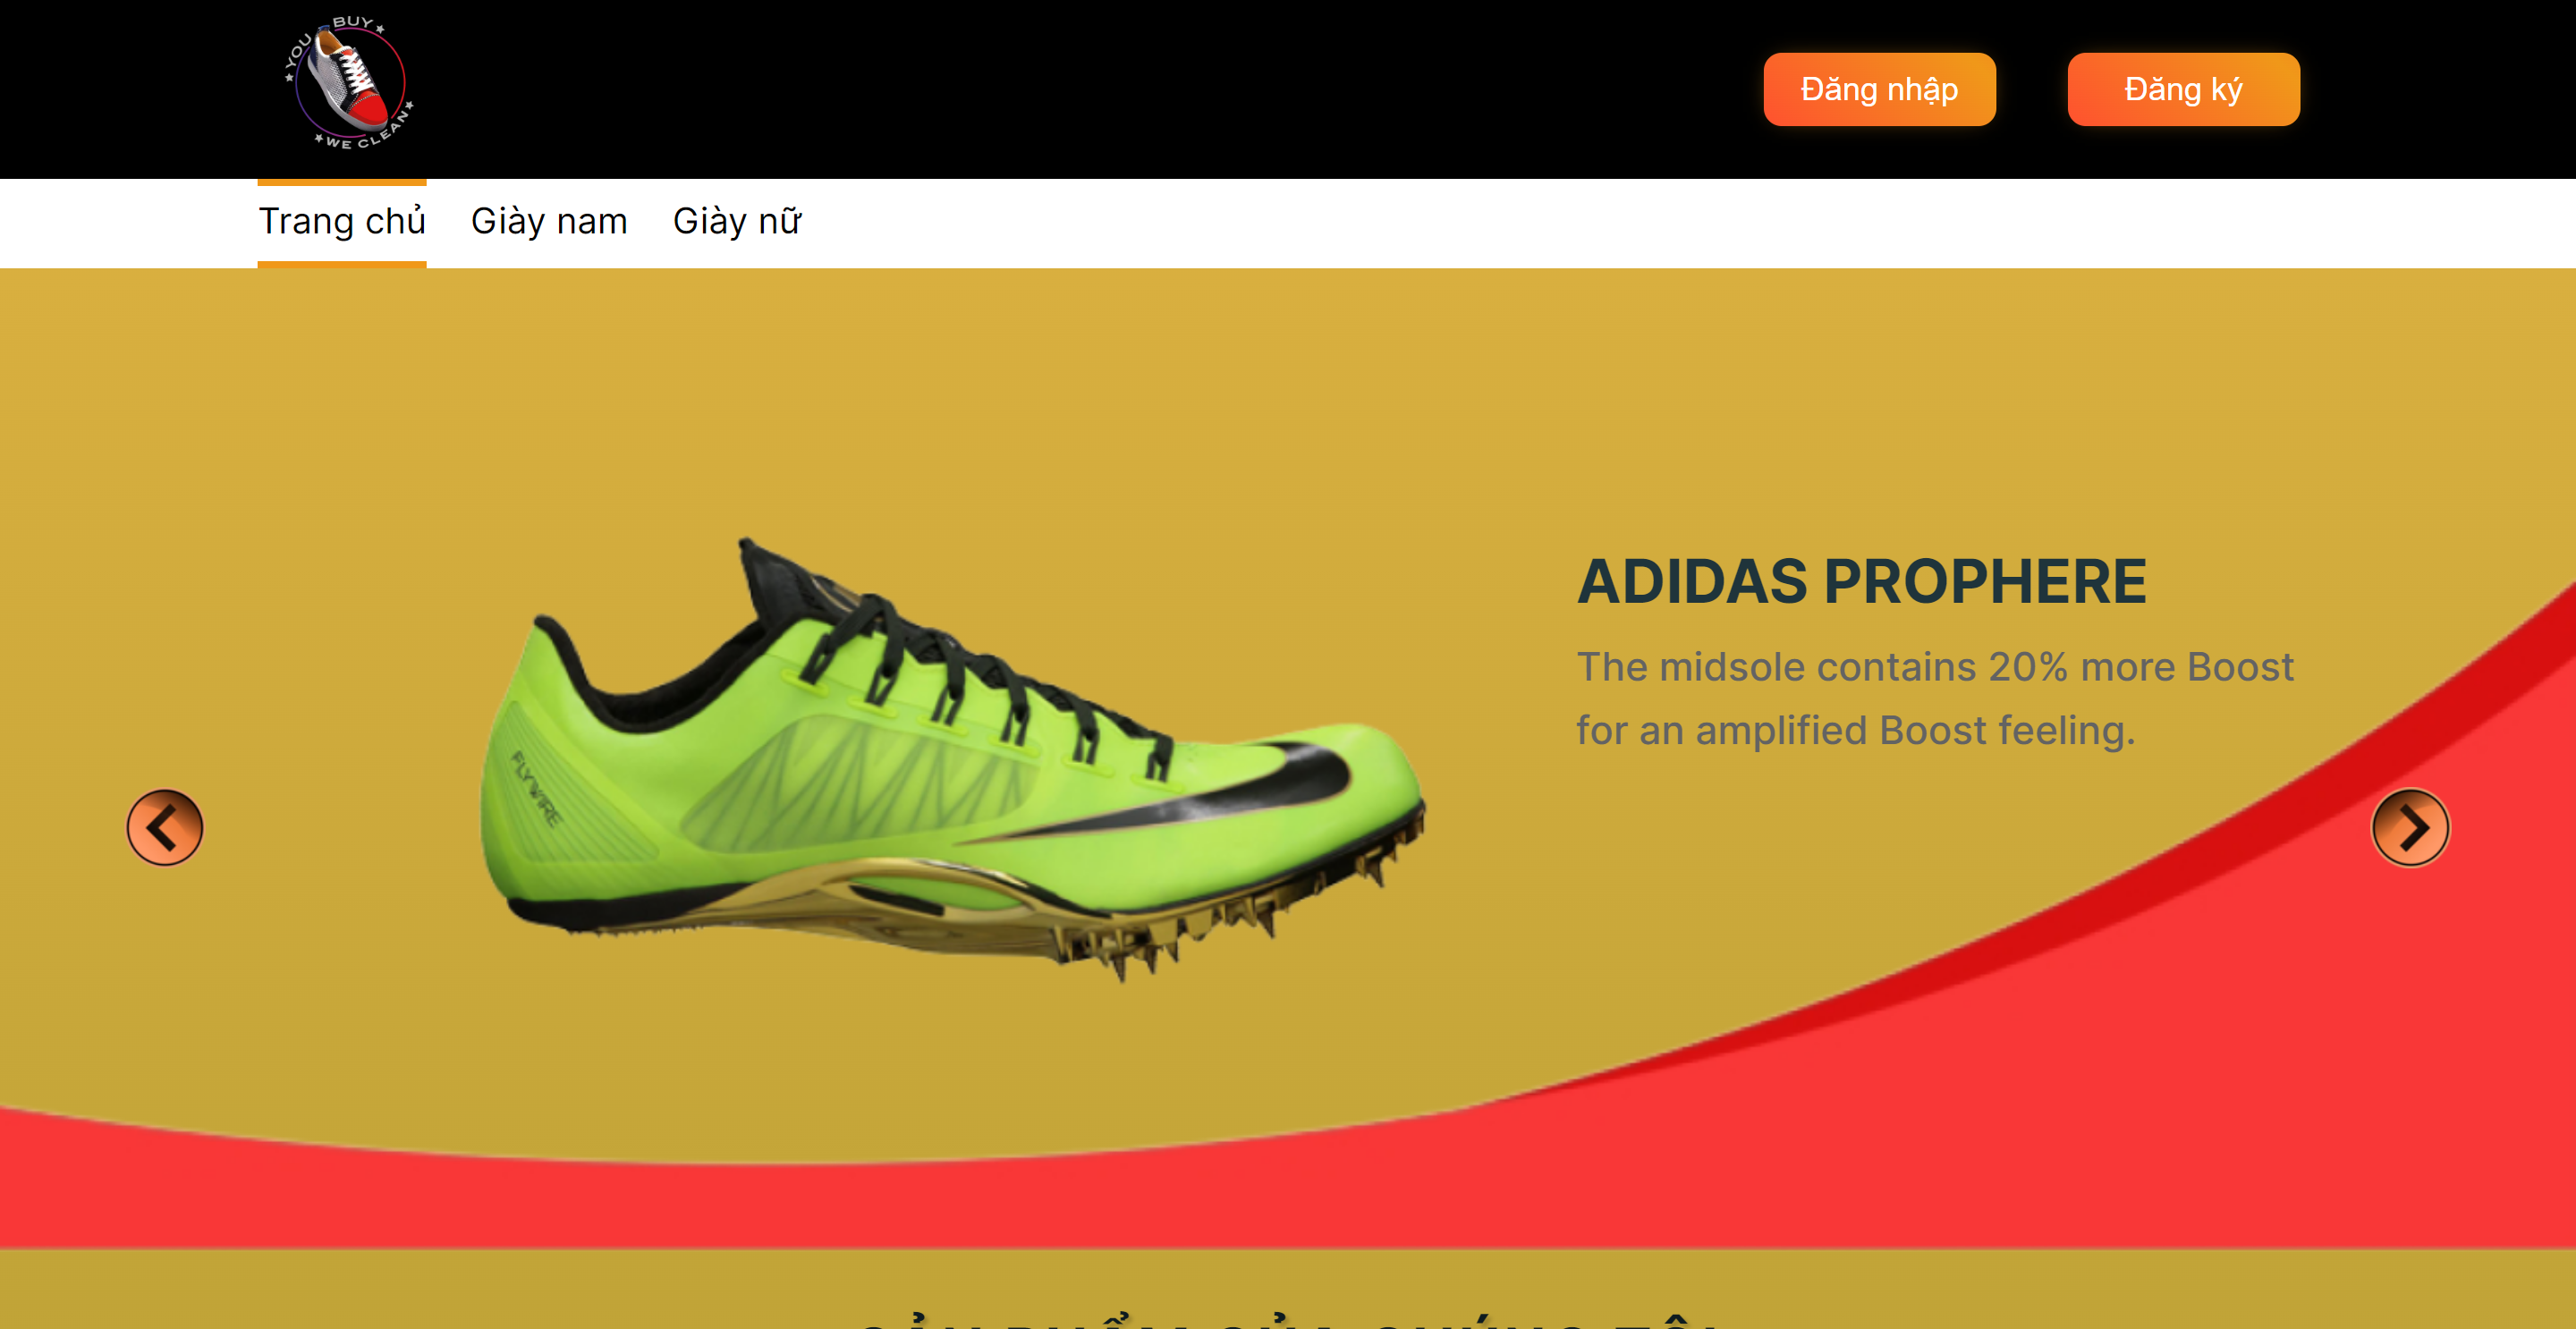 YOU BUY
WE CLEAN
Đăng nhập
Đăng ký
Trang chủ
Giày nam
Giày nữ
ADIDAS PROPHERE
The midsole contains 20% more Boost
for an amplified Boost feeling.
FLYWIRE